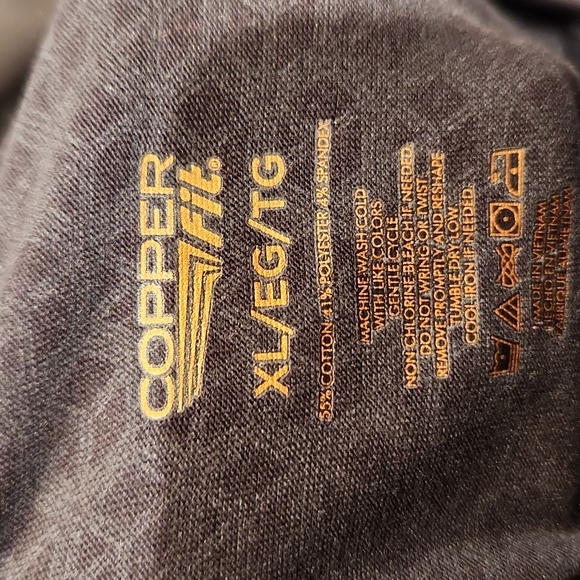 COPPER
fit®
XL/EG/TG
55% COTTON 41% POLYESTER 4% SPANDEX
MACHINE WASH COLD
WITH LIKE COLORS
GENTLE CYCLE
NON CHLORINE BLEACH IF NEEDED
DO NOT WRING OR TWIST.
REMOVE PROMPTLY AND RESHAPE
TUMBLE DRY LOW
COOL IRON IF NEEDED.
MADE IN VIETNAM
HECHO EN VIETNAM